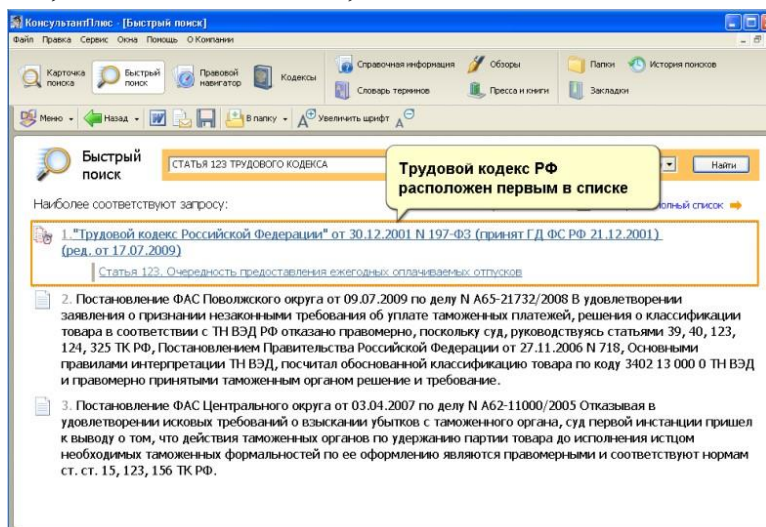 КонсультантПлюс - [Быстрый поиск]
Файл Правка Сервис Окна Помощь О Компании
Карточка поиска
Быстрый поиск
Правовой навигатор
Кодексы
Справочная информация
Словарь терминов
Обзоры
Пресса и книги
Папки
Закладки
История поисков
Меню
Назад
В папку
Увеличить шрифт
Быстрый поиск
СТАТЬЯ 123 ТРУДОВОГО КОДЕКСА
Найти
Трудовой кодекс РФ
расположен первым в списке
Наиболее соответствуют запросу:
полный список
1. "Трудовой кодекс Российской Федерации" от 30.12.2001 N 197-ФЗ (принят ГД ФС РФ 21.12.2001)
(ред. от 17.07.2009)
Статья 123. Очередность предоставления ежегодных оплачиваемых отпусков
2. Постановление ФАС Поволжского округа от 09.07.2009 по делу N А65-21732/2008 В удовлетворении
заявления о признании незаконными требования об уплате таможенных платежей, решения о классификации
товара в соответствии с ТН ВЭД РФ отказано правомерно, поскольку суд, руководствуясь статьями 39, 40, 123,
124, 325 ТК РФ, Постановлением Правительства Российской Федерации от 27.11.2006 N 718, Основными
правилами интерпретации ТН ВЭД, посчитал обоснованной классификацию товара по коду 3402 13 000 0 ТН ВЭД
и правомерно принятыми таможенным органом решение и требование.
3. Постановление ФАС Центрального округа от 03.04.2007 по делу N А62-11000/2005 Отказывая в
удовлетворении исковых требований о взыскании убытков с таможенного органа, суд первой инстанции пришел
к выводу о том, что действия таможенных органов по удержанию партии товара до исполнения истцом
необходимых таможенных формальностей по ее оформлению являются правомерными и соответствуют нормам
ст. ст. 15, 123, 156 ТК РФ.